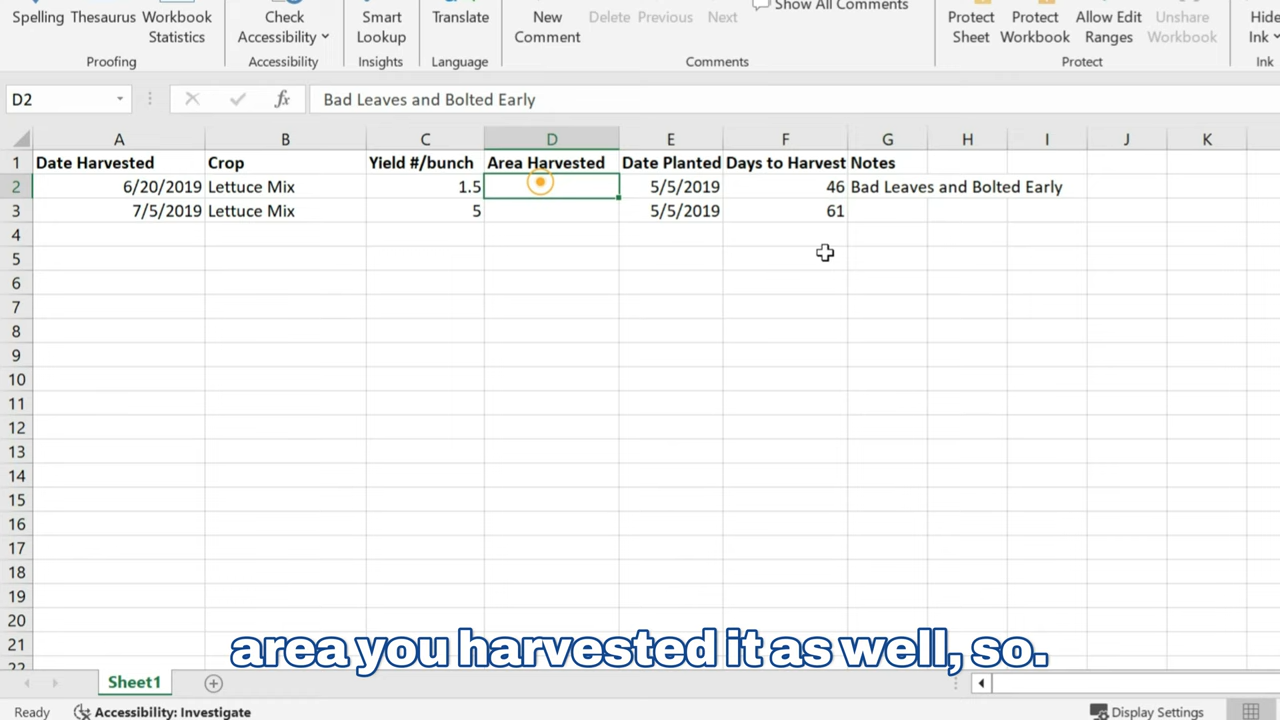 Show All Comments
Spelling Thesaurus Workbook Statistics Check Accessibility Smart Lookup Translate New Comment Delete Previous Next Protect Sheet Protect Workbook Allow Edit Ranges Unshare Workbook Hide Ink
Proofing Accessibility Insights Language Comments Protect Ink
D2 fx Bad Leaves and Bolted Early
A B C D E F G H I J K
1 Date Harvested Crop Yield #/bunch Area Harvested Date Planted Days to Harvest Notes
2 6/20/2019 Lettuce Mix 1.5 5/5/2019 46 Bad Leaves and Bolted Early
3 7/5/2019 Lettuce Mix 5 5/5/2019 61
4
5
6
7
8
9
10
11
12
13
14
15
16
17
18
19
20
21
22
area you harvested it as well, so.
Sheet1
Ready Accessibility: Investigate Display Settings